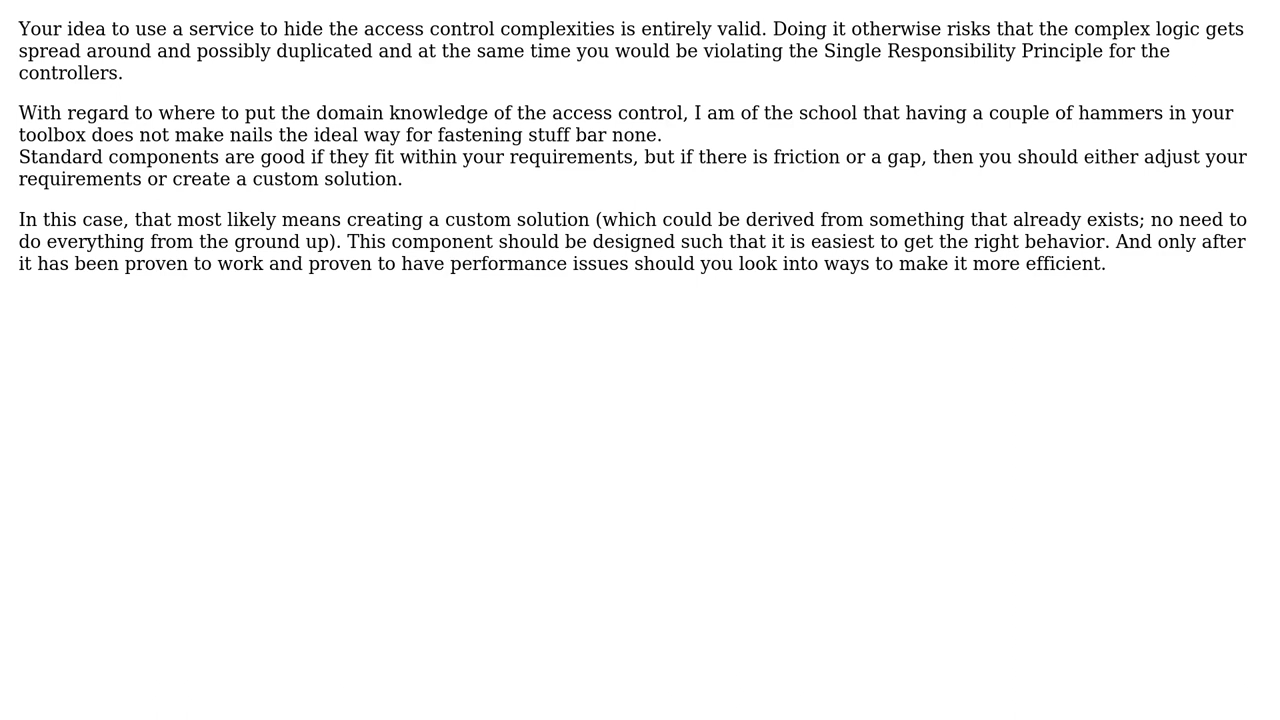 Your idea to use a service to hide the access control complexities is entirely valid. Doing it otherwise risks that the complex logic gets
spread around and possibly duplicated and at the same time you would be violating the Single Responsibility Principle for the
controllers.
With regard to where to put the domain knowledge of the access control, I am of the school that having a couple of hammers in your
toolbox does not make nails the ideal way for fastening stuff bar none.
Standard components are good if they fit within your requirements, but if there is friction or a gap, then you should either adjust your
requirements or create a custom solution.
In this case, that most likely means creating a custom solution (which could be derived from something that already exists; no need to
do everything from the ground up). This component should be designed such that it is easiest to get the right behavior. And only after
it has been proven to work and proven to have performance issues should you look into ways to make it more efficient.